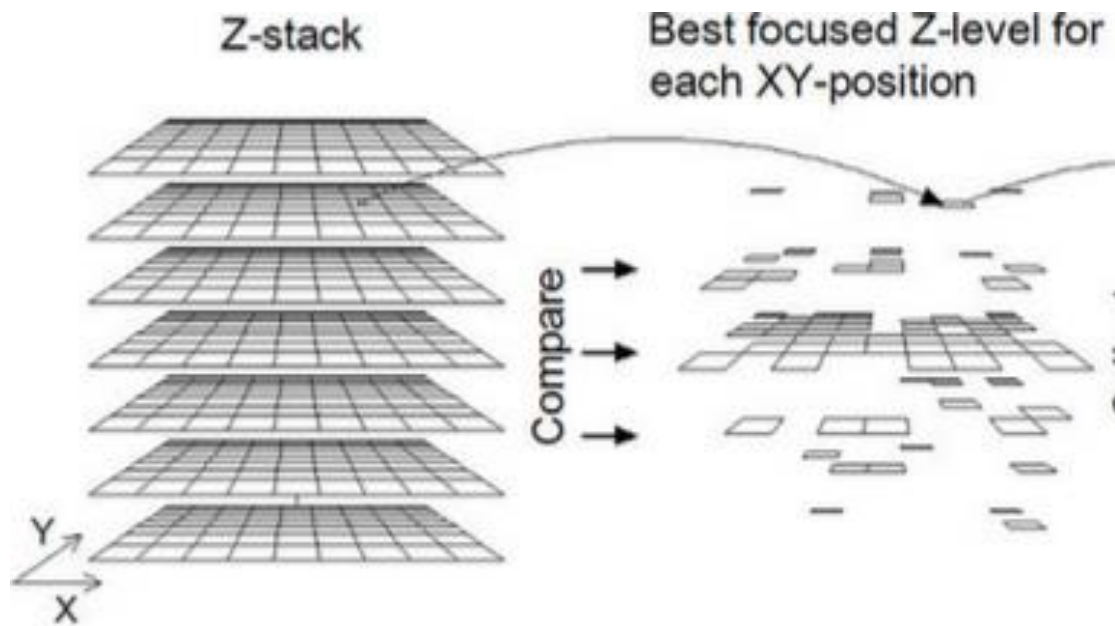 Z-stack
Best focused Z-level for
each XY-position
Compare
Y
X